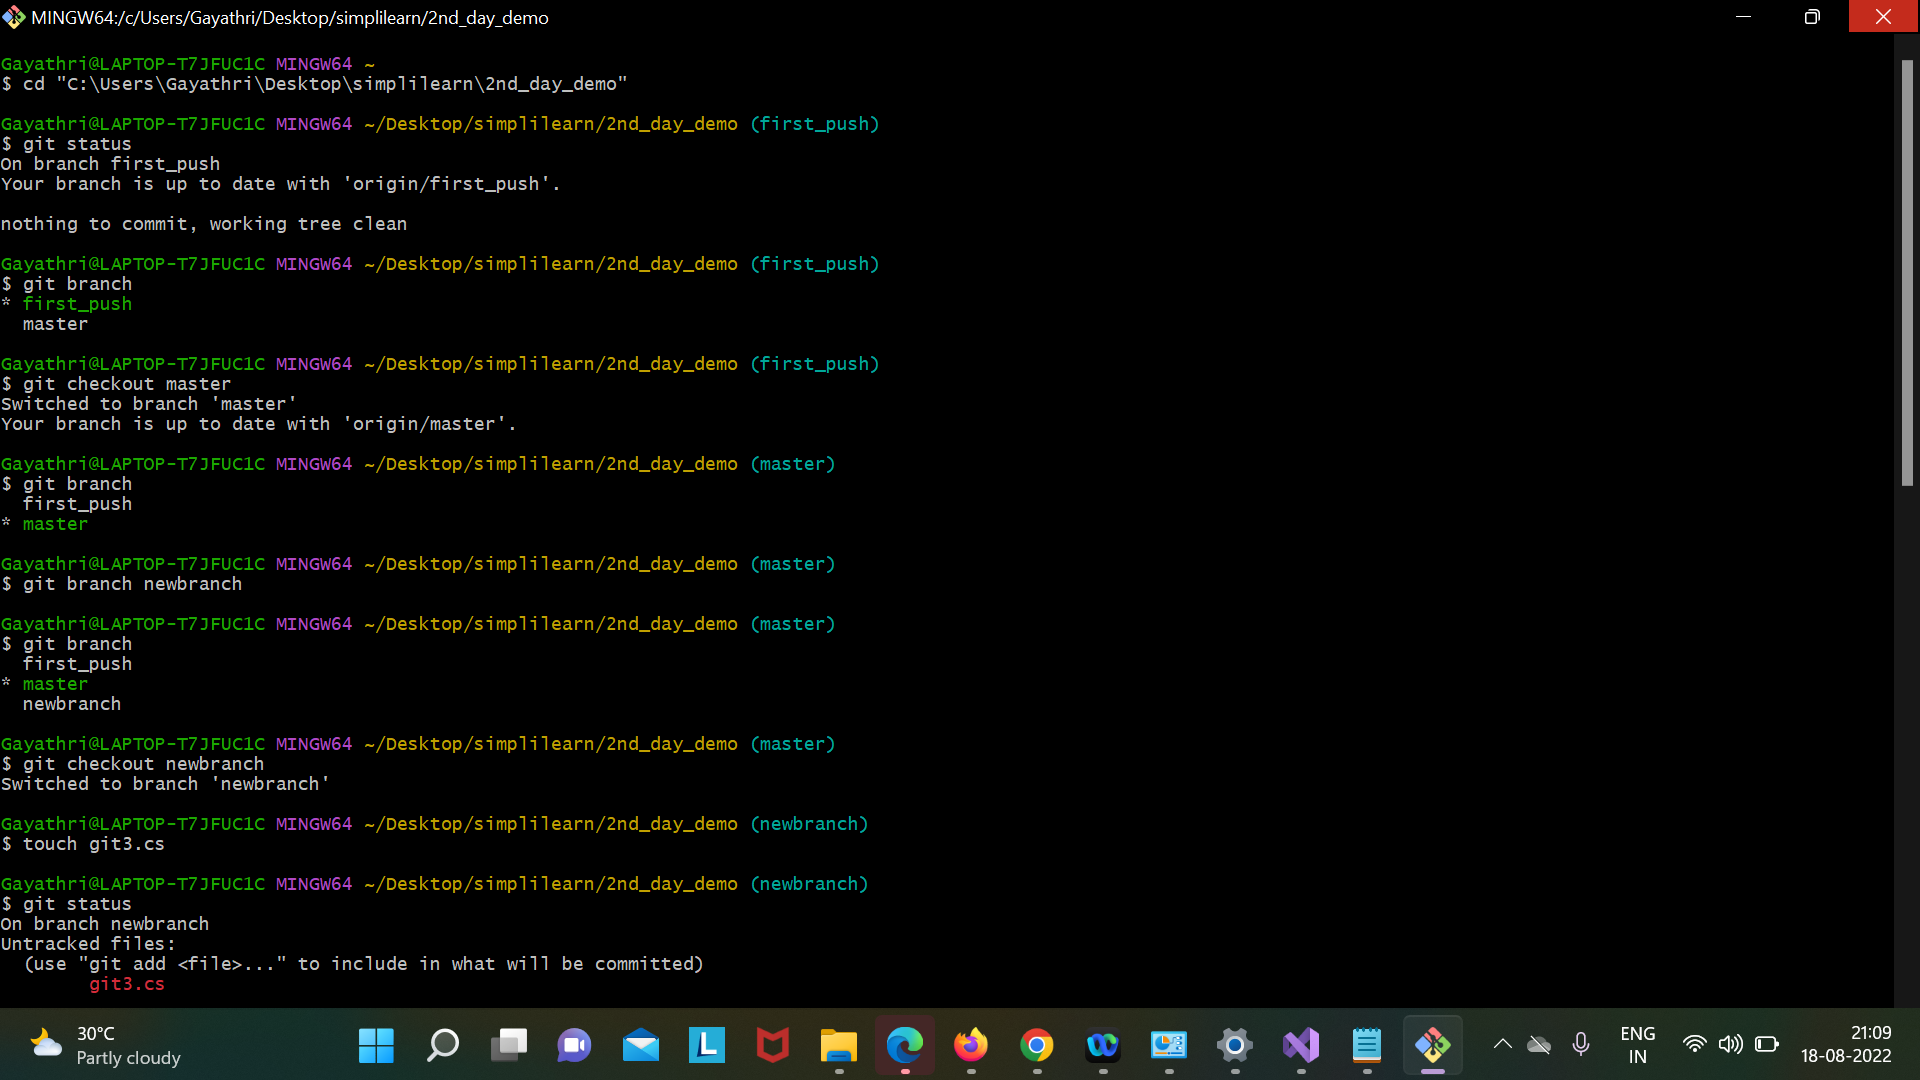 MINGW64:/c/Users/Gayathri/Desktop/simplilearn/2nd_day_demo
Gayathri@LAPTOP-T7JFUC1C MINGW64 ~
$ cd "C:\Users\Gayathri\Desktop\simplilearn\2nd_day_demo"
Gayathri@LAPTOP-T7JFUC1C MINGW64 ~/Desktop/simplilearn/2nd_day_demo (first_push)
$ git status
On branch first_push
Your branch is up to date with 'origin/first_push'.
nothing to commit, working tree clean
Gayathri@LAPTOP-T7JFUC1C MINGW64 ~/Desktop/simplilearn/2nd_day_demo (first_push)
$ git branch
* first_push
  master
Gayathri@LAPTOP-T7JFUC1C MINGW64 ~/Desktop/simplilearn/2nd_day_demo (first_push)
$ git checkout master
Switched to branch 'master'
Your branch is up to date with 'origin/master'.
Gayathri@LAPTOP-T7JFUC1C MINGW64 ~/Desktop/simplilearn/2nd_day_demo (master)
$ git branch
  first_push
* master
Gayathri@LAPTOP-T7JFUC1C MINGW64 ~/Desktop/simplilearn/2nd_day_demo (master)
$ git branch newbranch
Gayathri@LAPTOP-T7JFUC1C MINGW64 ~/Desktop/simplilearn/2nd_day_demo (master)
$ git branch
  first_push
* master
  newbranch
Gayathri@LAPTOP-T7JFUC1C MINGW64 ~/Desktop/simplilearn/2nd_day_demo (master)
$ git checkout newbranch
Switched to branch 'newbranch'
Gayathri@LAPTOP-T7JFUC1C MINGW64 ~/Desktop/simplilearn/2nd_day_demo (newbranch)
$ touch git3.cs
Gayathri@LAPTOP-T7JFUC1C MINGW64 ~/Desktop/simplilearn/2nd_day_demo (newbranch)
$ git status
On branch newbranch
Untracked files:
  (use "git add <file>..." to include in what will be committed)
        git3.cs
30°C
Partly cloudy
L
ENG
IN
21:09
18-08-2022